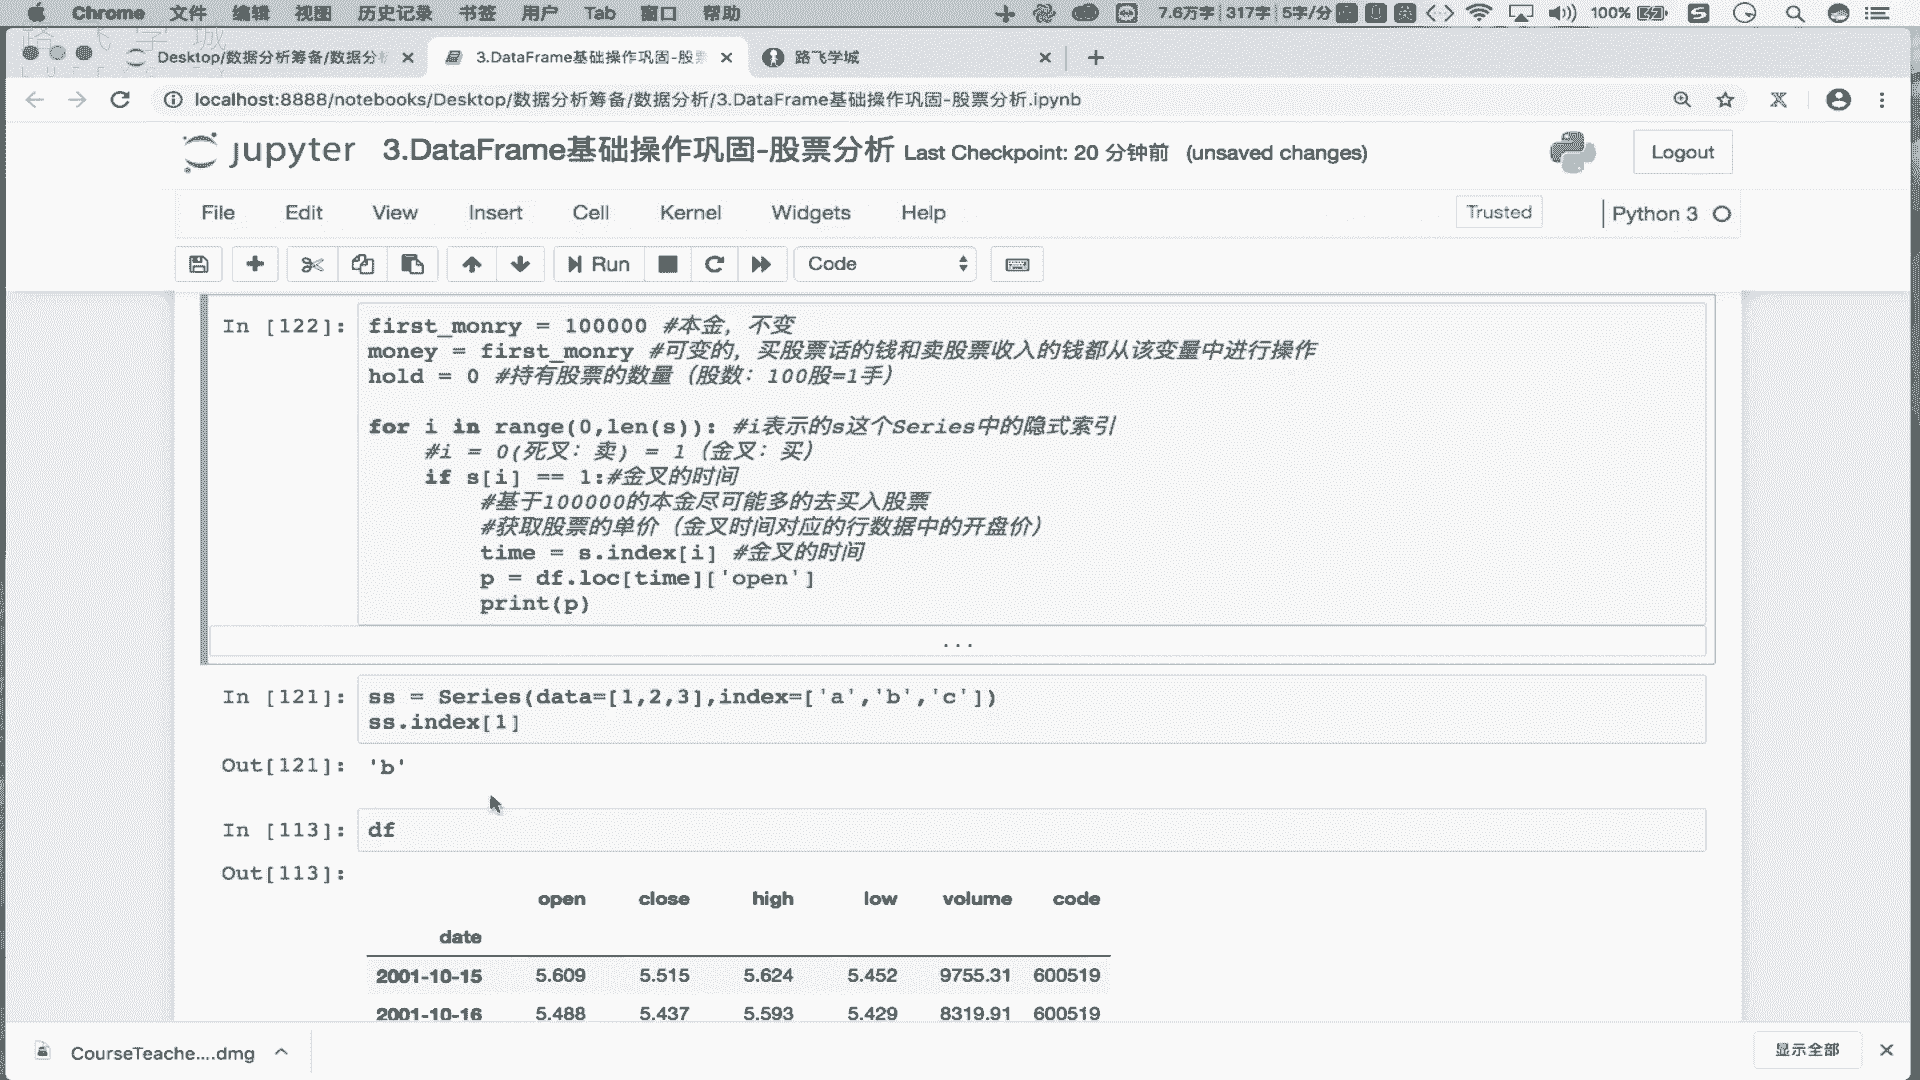 Chrome 文件 编辑 视图 历史记录 书签 用户 Tab 窗口 帮助 7.6万字 317字 5字/分 100%
Desktop/数据分析筹备/数据分析 3.DataFrame基础操作巩固-股票 路飞学城
localhost:8888/notebooks/Desktop/数据分析筹备/数据分析/3.DataFrame基础操作巩固-股票分析.ipynb
jupyter 3.DataFrame基础操作巩固-股票分析 Last Checkpoint: 20 分钟前 (unsaved changes) Logout
File Edit View Insert Cell Kernel Widgets Help Trusted Python 3
Run Code
In [122]: first_monry = 100000 #本金，不变
money = first_monry #可变的，买股票话的钱和卖股票收入的钱都从该变量中进行操作
hold = 0 #持有股票的数量（股数：100股=1手）
for i in range(0,len(s)): #i表示的s这个Series中的隐式索引
#i = 0(死叉：卖) = 1（金叉：买）
if s[i] == 1:#金叉的时间
#基于100000的本金尽可能多的去买入股票
#获取股票的单价（金叉时间对应的行数据中的开盘价）
time = s.index[i] #金叉的时间
p = df.loc[time]['open']
print(p)
...
In [121]: ss = Series(data=[1,2,3],index=['a','b','c'])
ss.index[1]
Out[121]: 'b'
In [113]: df
Out[113]:
open close high low volume code
date
2001-10-15 5.609 5.515 5.624 5.452 9755.31 600519
2001-10-16 5.488 5.437 5.593 5.429 8319.91 600519
CourseTeache....dmg 显示全部